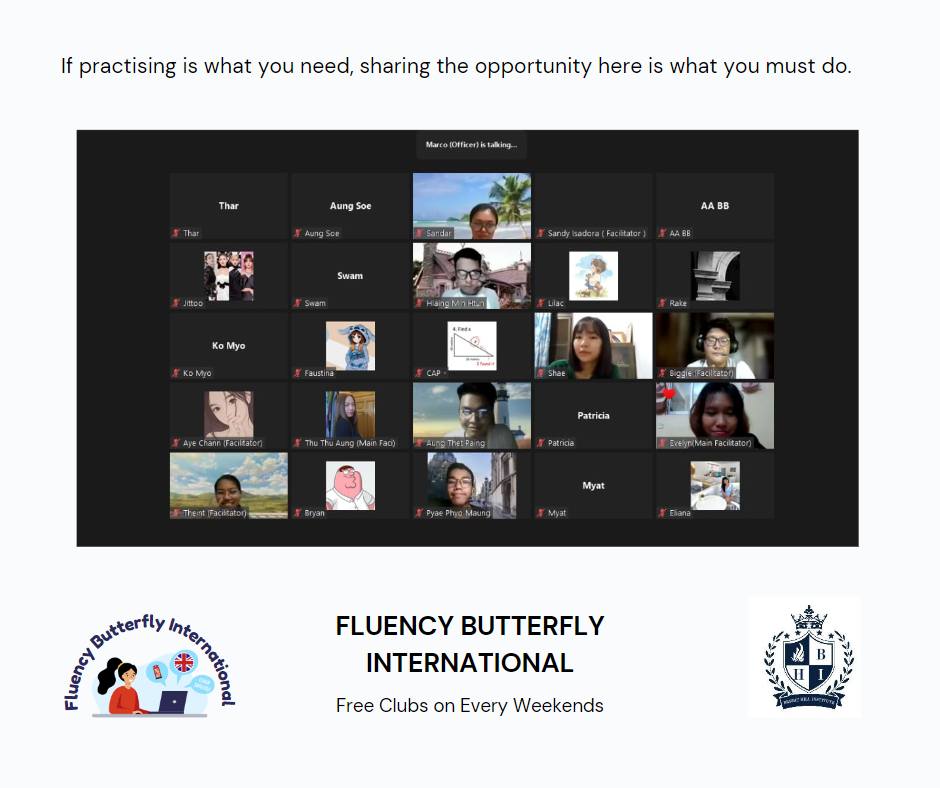 If practising is what you need, sharing the opportunity here is what you must do.
Marco (Officer) is talking...
Thar
Thar
Aung Soe
Aung Soe
Sandar
Sandy Isadora ( Facilitator )
AA BB
AA BB
Jittoo
Swam
Swam
Hlaing Min Htun
Lilac
Rake
Ko Myo
Ko Myo
Faustina
4. Find x
CAP -
Shae
Biggie (Facilitator)
Aye Chann (Facilitator)
Thu Thu Aung (Main Faci)
Aung Thet Paing
Patricia
Patricia
Evelyn(Main Facilitator)
Theint (Facilitator)
Bryan
Pyae Phyo Maung
Myat
Myat
Eliana
Fluency Butterfly International
FLUENCY BUTTERFLY
INTERNATIONAL
Free Clubs on Every Weekends
B
H I